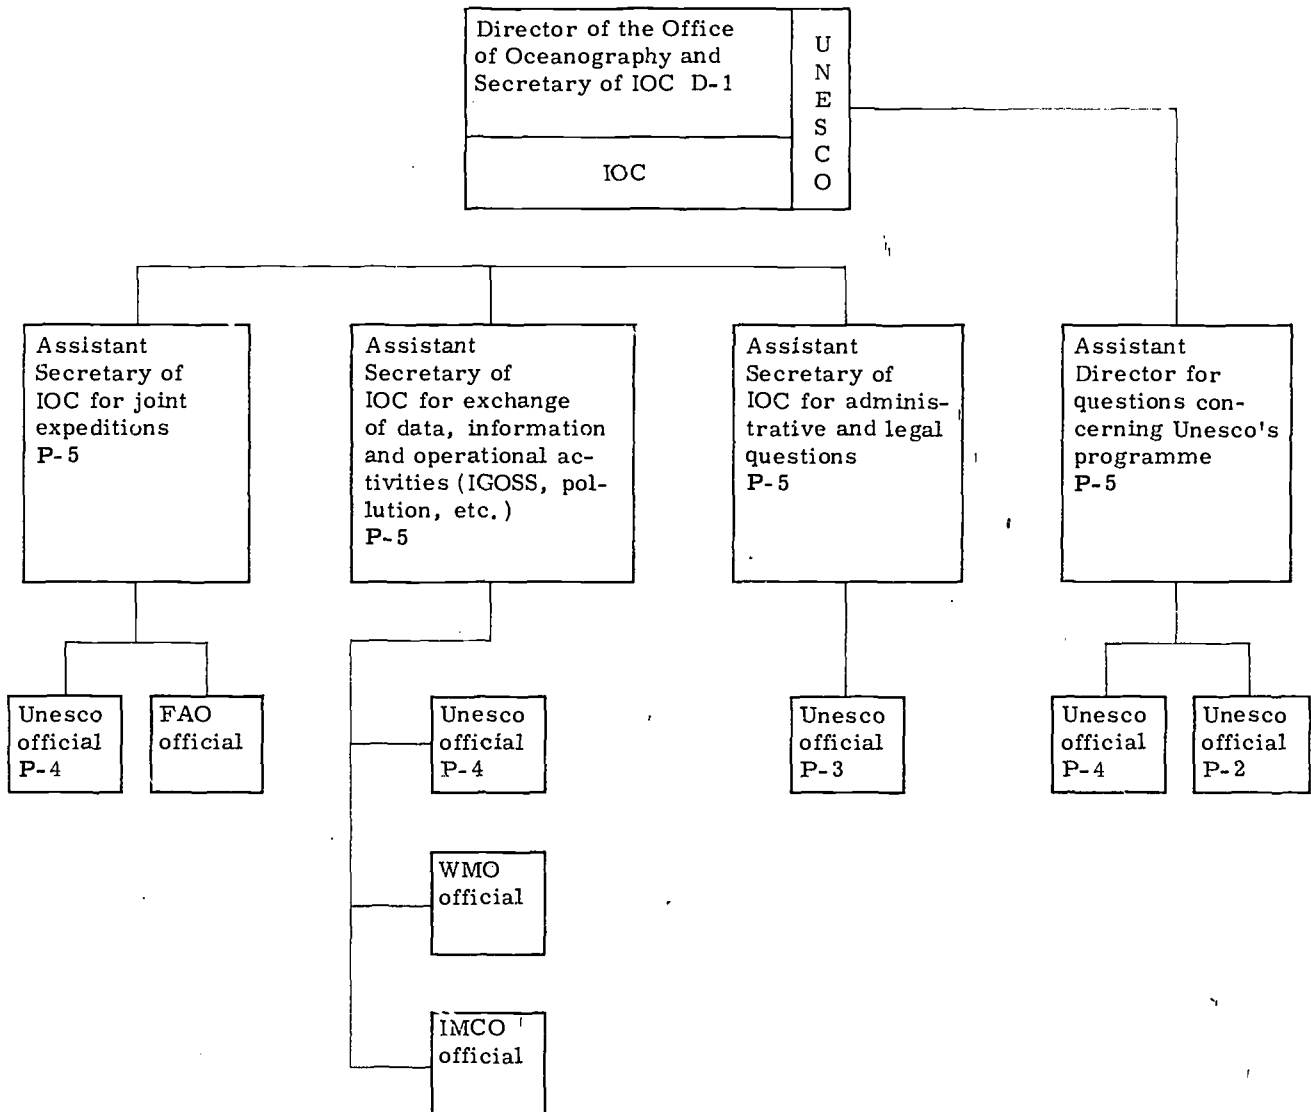 Director of the Office
of Oceanography and
Secretary of IOC D-1
IOC
U
N
E
S
C
O
Assistant
Secretary of
IOC for joint
expeditions
P-5
Assistant
Secretary of
IOC for exchange
of data, information
and operational ac-
tivities (IGOSS, pol-
lution, etc.)
P-5
Assistant
Secretary of
IOC for adminis-
trative and legal
questions
P-5
Assistant
Director for
questions con-
cerning Unesco's
programme
P-5
Unesco
official
P-4
FAO
official
Unesco
official
P-4
WMO
official
IMCO
official
Unesco
official
P-3
Unesco
official
P-4
Unesco
official
P-2